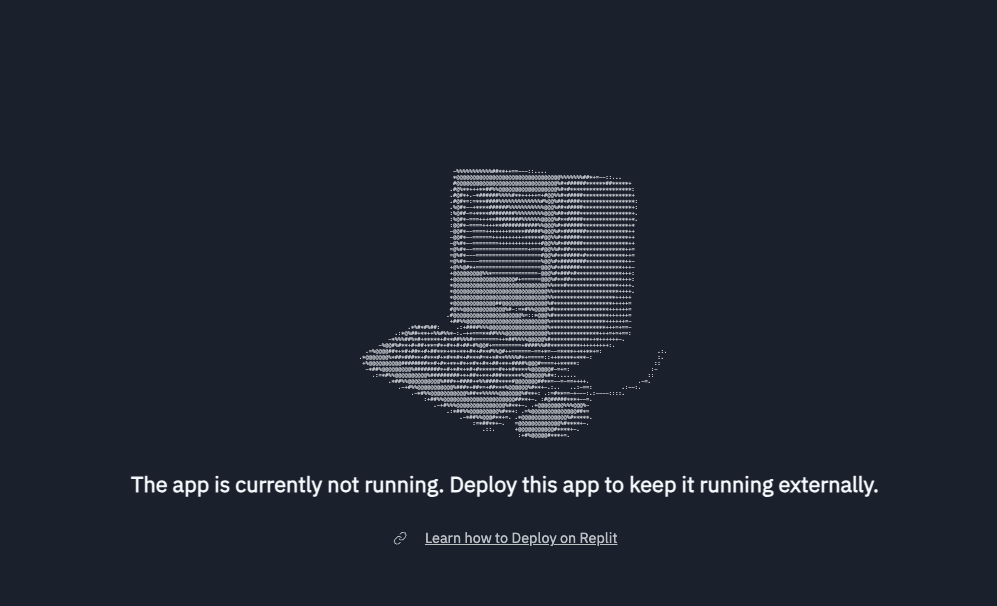 The app is currently not running. Deploy this app to keep it running externally.
Learn how to Deploy on Replit